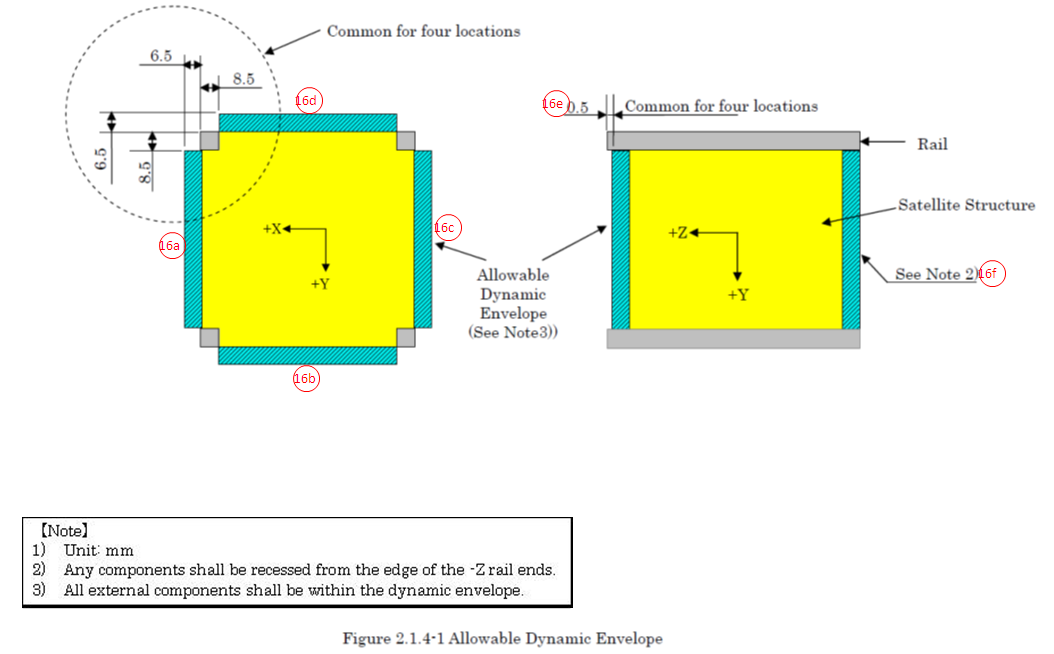 Common for four locations
6.5
8.5
16d
6.5
8.5
16a
16c
+X
+Y
16b
Allowable
Dynamic
Envelope
(See Note3))
16e
0.5
Common for four locations
Rail
Satellite Structure
+Z
+Y
See Note 2)
16f
【Note】
1) Unit: mm
2) Any components shall be recessed from the edge of the -Z rail ends.
3) All external components shall be within the dynamic envelope.
Figure 2.1.4-1 Allowable Dynamic Envelope